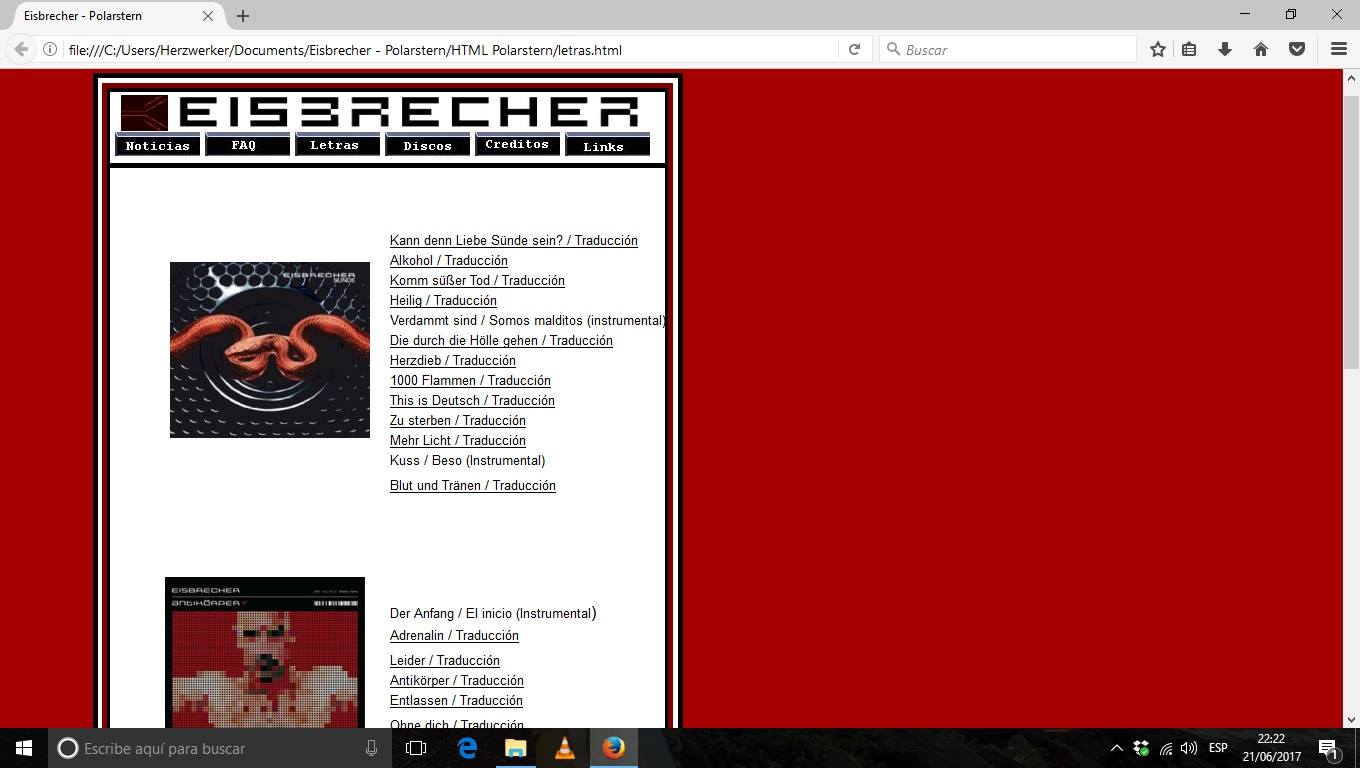 Eisbrecher - Polarstern
file:///C:/Users/Herzwerker/Documents/Eisbrecher - Polarstern/HTML Polarstern/letras.html
Buscar
EISBRECHER
Noticias FAQ Letras Discos Creditos Links
Kann denn Liebe Sünde sein? / Traducción
Alkohol / Traducción
Komm süßer Tod / Traducción
Heilig / Traducción
Verdammt sind / Somos malditos (instrumental)
Die durch die Hölle gehen / Traducción
Herzdieb / Traducción
1000 Flammen / Traducción
This is Deutsch / Traducción
Zu sterben / Traducción
Mehr Licht / Traducción
Kuss / Beso (Instrumental)
Blut und Tränen / Traducción
EISBRECHER
SÜNDE
EISBRECHER
ANTIKÖRPER
Der Anfang / El inicio (Instrumental)
Adrenalin / Traducción
Leider / Traducción
Antikörper / Traducción
Entlassen / Traducción
Ohne dich / Traducción
Escribe aquí para buscar
ESP
22:22
21/06/2017
1